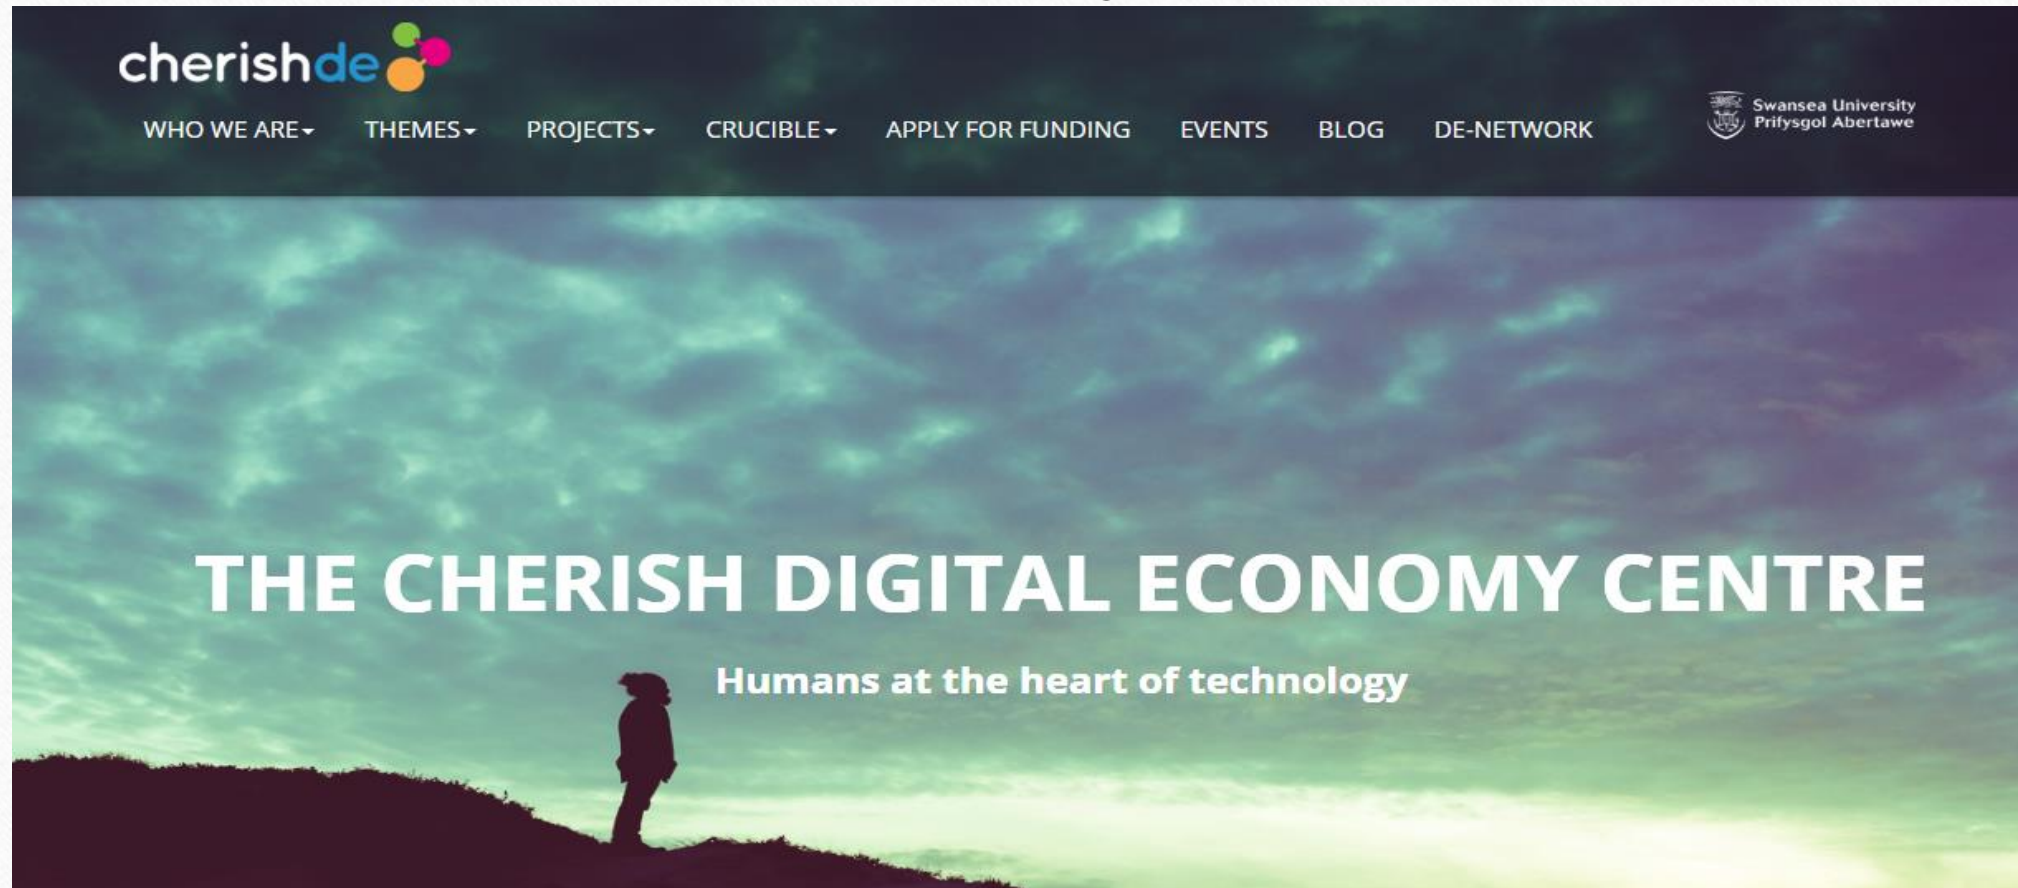 cherishde
WHO WE ARE THEMES PROJECTS CRUCIBLE APPLY FOR FUNDING EVENTS BLOG DE-NETWORK
Swansea University
Prifysgol Abertawe
THE CHERISH DIGITAL ECONOMY CENTRE
Humans at the heart of technology